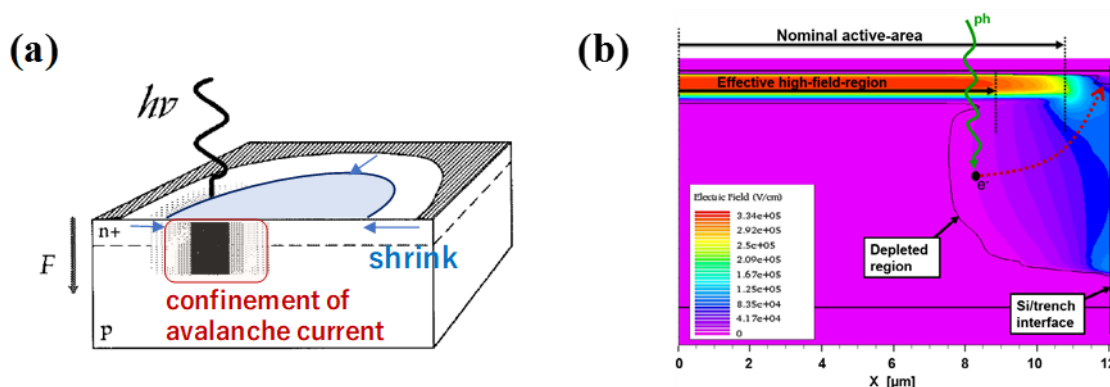 (a)
hν
n+
F
shrink
confinement of
avalanche current
p
(b)
ph
Nominal active-area
Effective high-field-region
e-
Electric Field (V/cm)
3.34e+05
2.92e+05
2.5e+05
2.09e+05
1.67e+05
1.25e+05
8.35e+04
4.17e+04
0
Depleted
region
Si/trench
interface
0
2
4
6
8
10
12
X [µm]